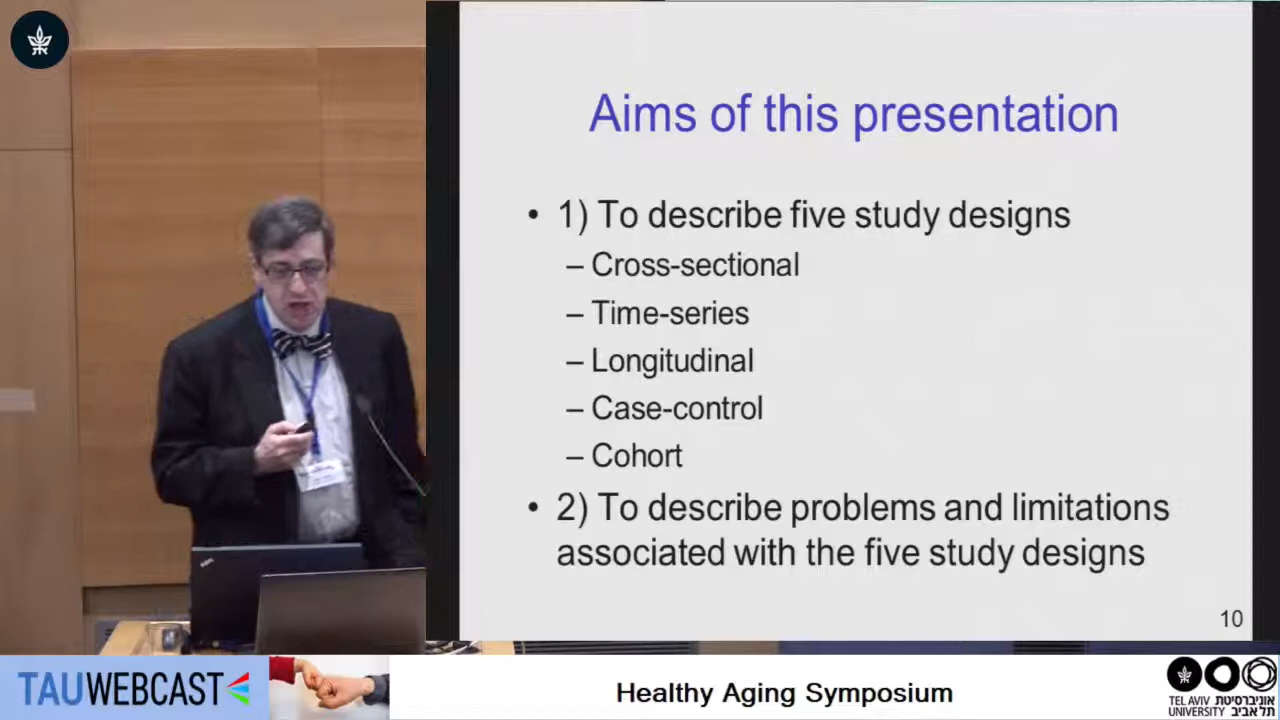 Aims of this presentation
• 1) To describe five study designs
– Cross-sectional
– Time-series
– Longitudinal
– Case-control
– Cohort
• 2) To describe problems and limitations
associated with the five study designs
10
TAUWEBCAST
Healthy Aging Symposium
TEL AVIV אוניברסיטת
UNIVERSITY תל אביב